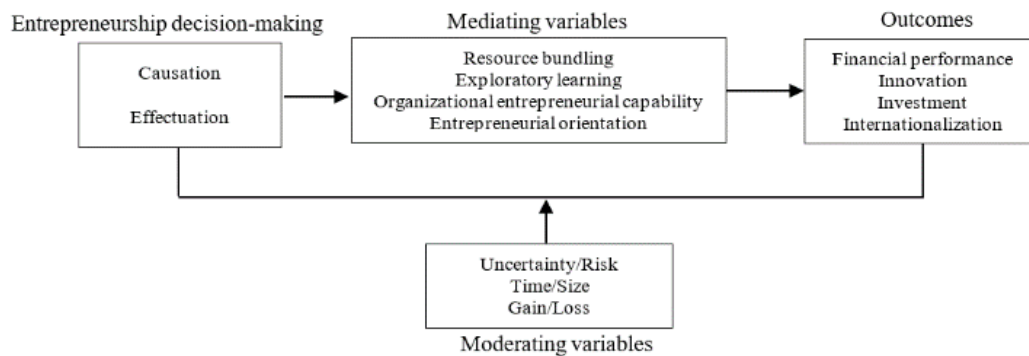 Entrepreneurship decision-making
Causation
Effectuation
Mediating variables
Resource bundling
Exploratory learning
Organizational entrepreneurial capability
Entrepreneurial orientation
Outcomes
Financial performance
Innovation
Investment
Internationalization
Uncertainty/Risk
Time/Size
Gain/Loss
Moderating variables